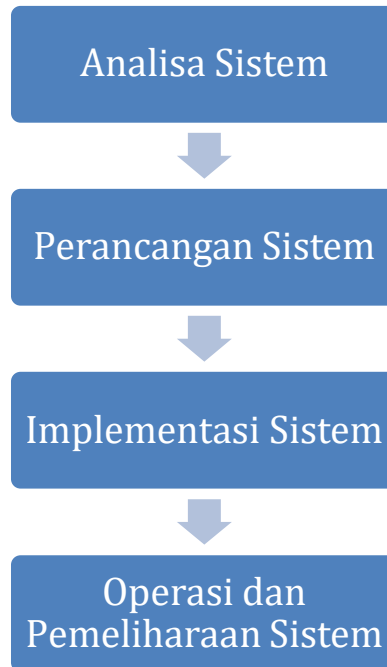 Analisa Sistem
Perancangan Sistem
Implementasi Sistem
Operasi dan
Pemeliharaan Sistem